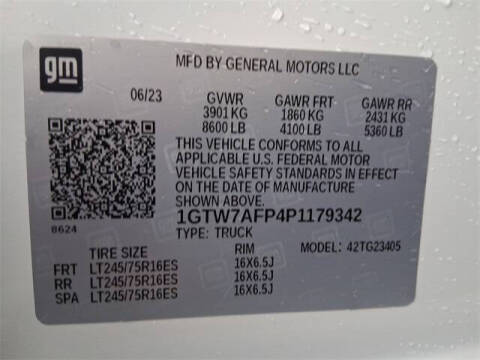 gm
MFD BY GENERAL MOTORS LLC
06/23 GVWR GAWR FRT GAWR RR
3901 KG 1860 KG 2431 KG
8600 LB 4100 LB 5360 LB
THIS VEHICLE CONFORMS TO ALL
APPLICABLE U.S. FEDERAL MOTOR
VEHICLE SAFETY STANDARDS IN EFFECT
ON THE DATE OF MANUFACTURE
SHOWN ABOVE.
8624
1GTW7AFP4P1179342
TYPE: TRUCK MODEL: 42TG23405
TIRE SIZE RIM
FRT LT245/75R16ES 16X6.5J
RR LT245/75R16ES 16X6.5J
SPA LT245/75R16ES 16X6.5J